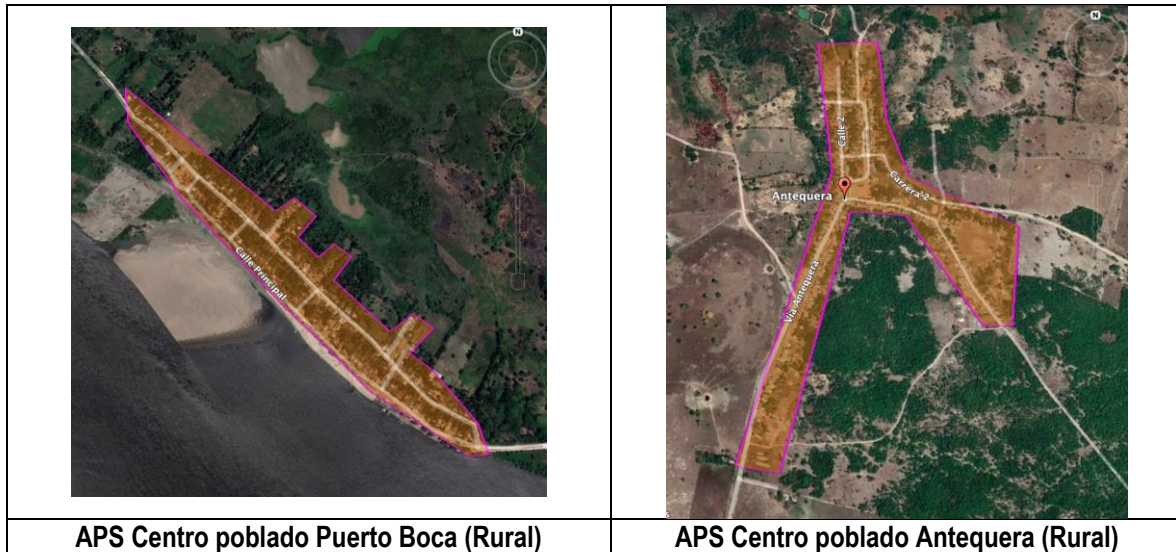 N
Calle Principal
N
Calle 2
Carrera 2
Antequera
Vía Antequera
APS Centro poblado Puerto Boca (Rural)
APS Centro poblado Antequera (Rural)